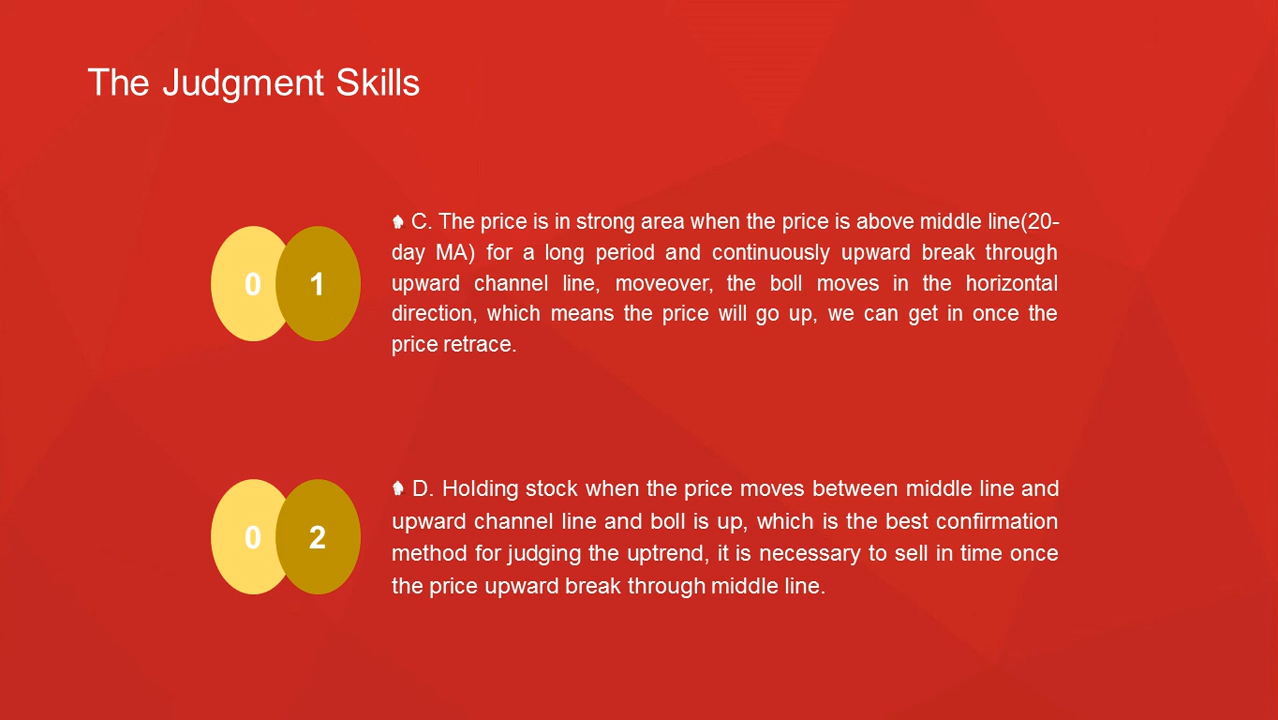 The Judgment Skills
0 1
♠ C. The price is in strong area when the price is above middle line(20-
day MA) for a long period and continuously upward break through
upward channel line, moveover, the boll moves in the horizontal
direction, which means the price will go up, we can get in once the
price retrace.
0 2
♠ D. Holding stock when the price moves between middle line and
upward channel line and boll is up, which is the best confirmation
method for judging the uptrend, it is necessary to sell in time once
the price upward break through middle line.